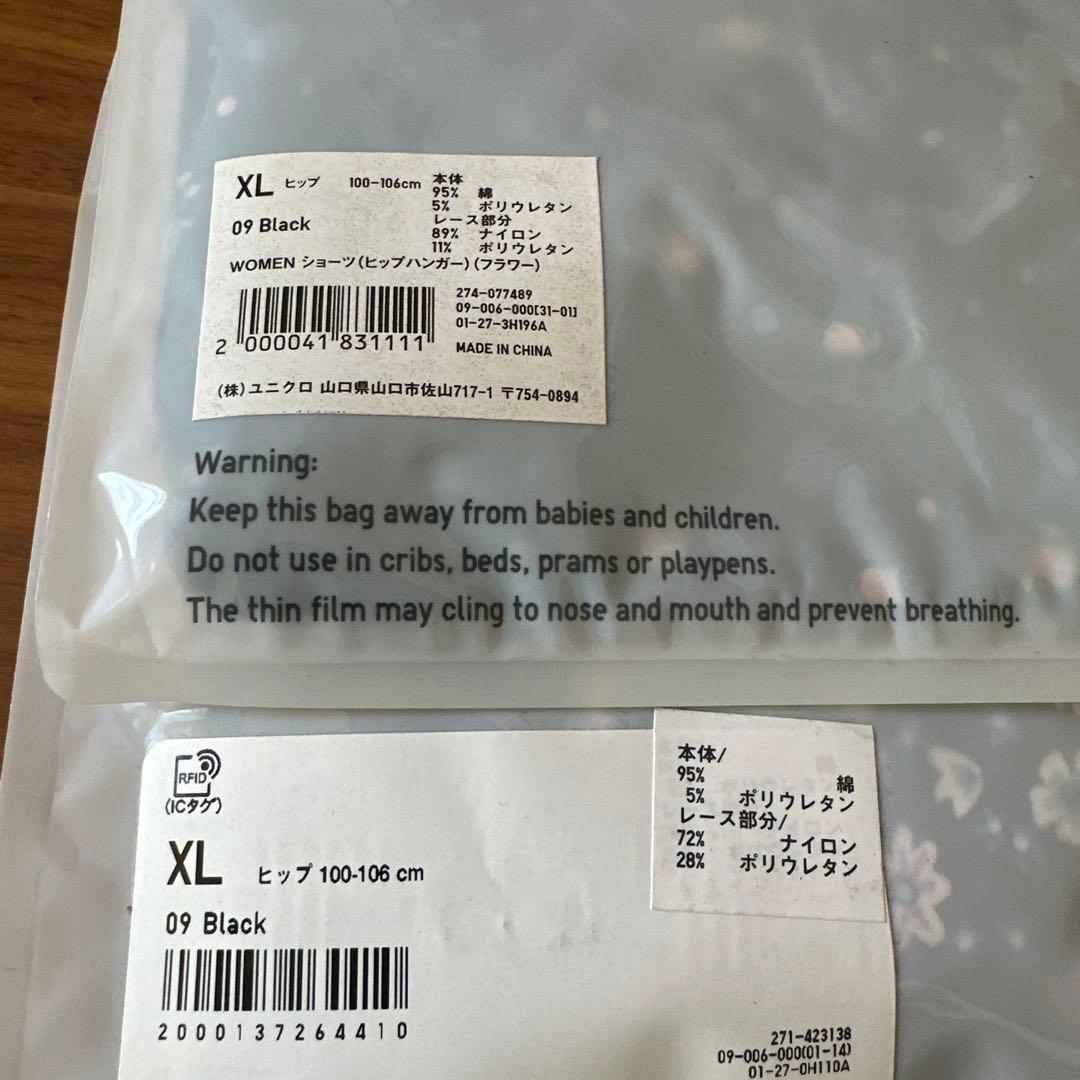 XL ヒップ 100-106cm
09 Black
本体
95% 綿
5% ポリウレタン
レース部分
89% ナイロン
11% ポリウレタン
WOMEN ショーツ(ヒップハンガー)(フラワー)
2 000041 831111
274-077489
09-006-000[31-01]
01-27-3H196A
MADE IN CHINA
(株)ユニクロ 山口県山口市佐山717-1 〒754-0894
Warning:
Keep this bag away from babies and children.
Do not use in cribs, beds, prams or playpens.
The thin film may cling to nose and mouth and prevent breathing.
RFID
(ICタグ)
XL ヒップ 100-106 cm
09 Black
2000137264410
本体/
95% 綿
5% ポリウレタン
レース部分/
72% ナイロン
28% ポリウレタン
271-423138
09-006-000(01-14)
01-27-0H110A